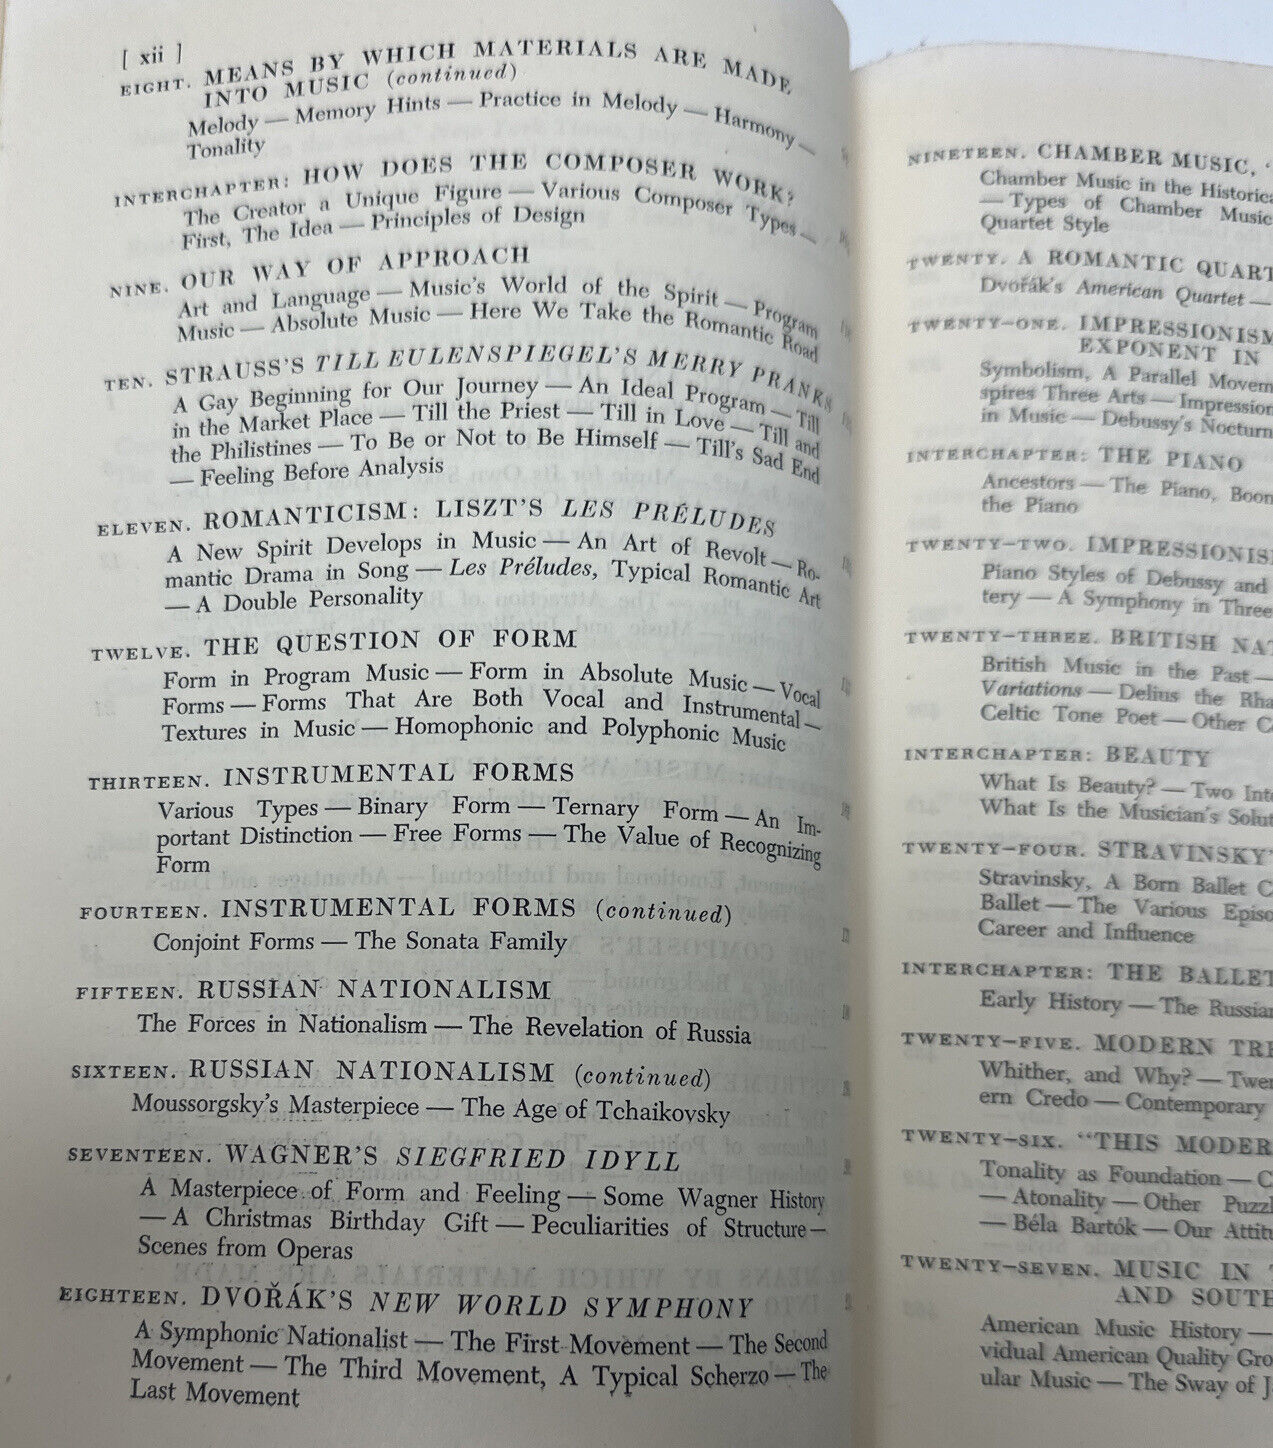 [ xii ]
EIGHT. MEANS BY WHICH MATERIALS ARE MADE
INTO MUSIC (continued)
Melody — Memory Hints — Practice in Melody — Harmony —
Tonality
INTERCHAPTER: HOW DOES THE COMPOSER WORK?
The Creator a Unique Figure — Various Composer Types —
First, The Idea — Principles of Design
NINE. OUR WAY OF APPROACH
Art and Language — Music's World of the Spirit — Program
Music — Absolute Music — Here We Take the Romantic Road
TEN. STRAUSS'S TILL EULENSPIEGEL'S MERRY PRANKS
A Gay Beginning for Our Journey — An Ideal Program — Till
in the Market Place — Till the Priest — Till in Love — Till and
the Philistines — To Be or Not to Be Himself — Till's Sad End
— Feeling Before Analysis
ELEVEN. ROMANTICISM: LISZT'S LES PRÉLUDES
A New Spirit Develops in Music — An Art of Revolt — Ro-
mantic Drama in Song — Les Préludes, Typical Romantic Art
— A Double Personality
TWELVE. THE QUESTION OF FORM
Form in Program Music — Form in Absolute Music — Vocal
Forms — Forms That Are Both Vocal and Instrumental —
Textures in Music — Homophonic and Polyphonic Music
THIRTEEN. INSTRUMENTAL FORMS
Various Types — Binary Form — Ternary Form — An Im-
portant Distinction — Free Forms — The Value of Recognizing
Form
FOURTEEN. INSTRUMENTAL FORMS (continued)
Conjoint Forms — The Sonata Family
FIFTEEN. RUSSIAN NATIONALISM
The Forces in Nationalism — The Revelation of Russia
SIXTEEN. RUSSIAN NATIONALISM (continued)
Moussorgsky's Masterpiece — The Age of Tchaikovsky
SEVENTEEN. WAGNER'S SIEGFRIED IDYLL
A Masterpiece of Form and Feeling — Some Wagner History
— A Christmas Birthday Gift — Peculiarities of Structure —
Scenes from Operas
EIGHTEEN. DVOŘÁK'S NEW WORLD SYMPHONY
A Symphonic Nationalist — The First Movement — The Second
Movement — The Third Movement, A Typical Scherzo — The
Last Movement
NINETEEN. CHAMBER MUSIC,
Chamber Music in the Historica
— Types of Chamber Music
Quartet Style
TWENTY. A ROMANTIC QUART
Dvořák's American Quartet —
TWENTY-ONE. IMPRESSIONISM
EXPONENT IN
Symbolism, A Parallel Movem
spires Three Arts — Impression
in Music — Debussy's Nocturn
INTERCHAPTER: THE PIANO
Ancestors — The Piano, Boon
the Piano
TWENTY-TWO. IMPRESSIONIS
Piano Styles of Debussy and
tery — A Symphony in Three
TWENTY-THREE. BRITISH NAT
British Music in the Past —
Variations — Delius the Rha
Celtic Tone Poet — Other C
INTERCHAPTER: BEAUTY
What Is Beauty? — Two Inte
What Is the Musician's Solut
TWENTY-FOUR. STRAVINSKY'
Stravinsky, A Born Ballet C
Ballet — The Various Episo
Career and Influence
INTERCHAPTER: THE BALLET
Early History — The Russian
TWENTY-FIVE. MODERN TRE
Whither, and Why? — Twen
ern Credo — Contemporary
TWENTY-SIX. "THIS MODER
Tonality as Foundation — C
— Atonality — Other Puzzl
— Béla Bartók — Our Attitu
TWENTY-SEVEN. MUSIC IN
AND SOUTH
American Music History —
vidual American Quality Gro
ular Music — The Sway of J